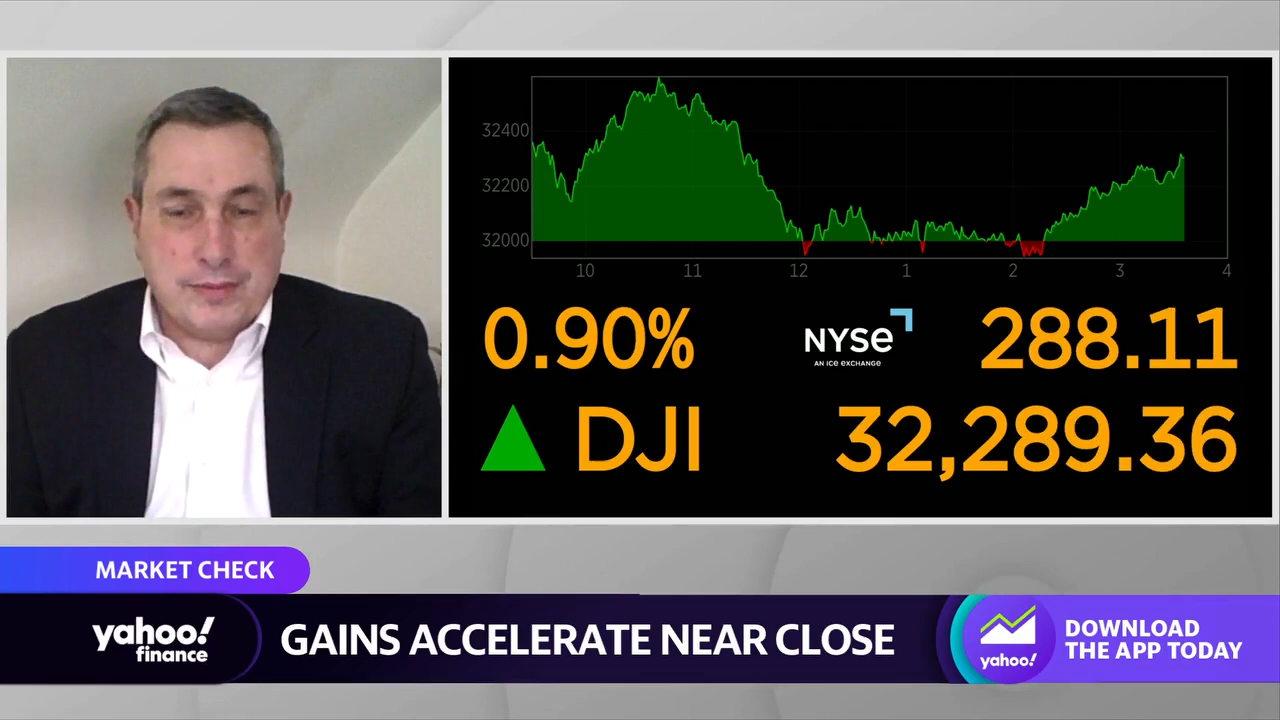 32400
32200
32000
10 11 12 1 2 3 4
0.90%
NYSE
AN ICE EXCHANGE
288.11
DJI
32,289.36
MARKET CHECK
yahoo!
finance
GAINS ACCELERATE NEAR CLOSE
yahoo!
DOWNLOAD
THE APP TODAY